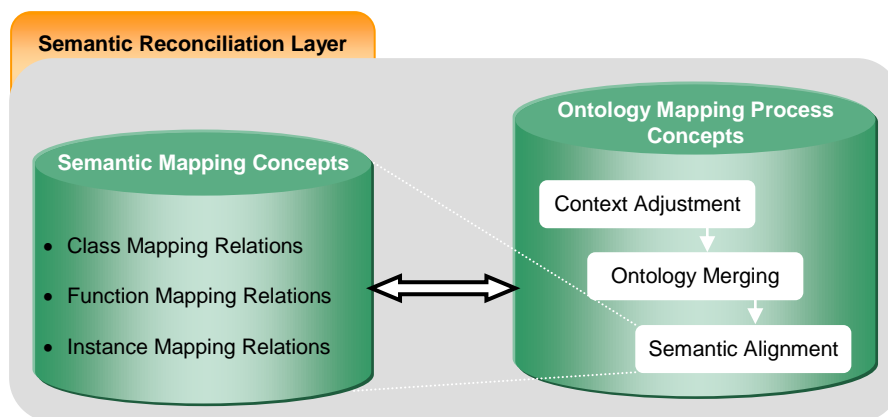 Semantic Reconciliation Layer
Semantic Mapping Concepts
• Class Mapping Relations
• Function Mapping Relations
• Instance Mapping Relations
Ontology Mapping Process
Concepts
Context Adjustment
Ontology Merging
Semantic Alignment